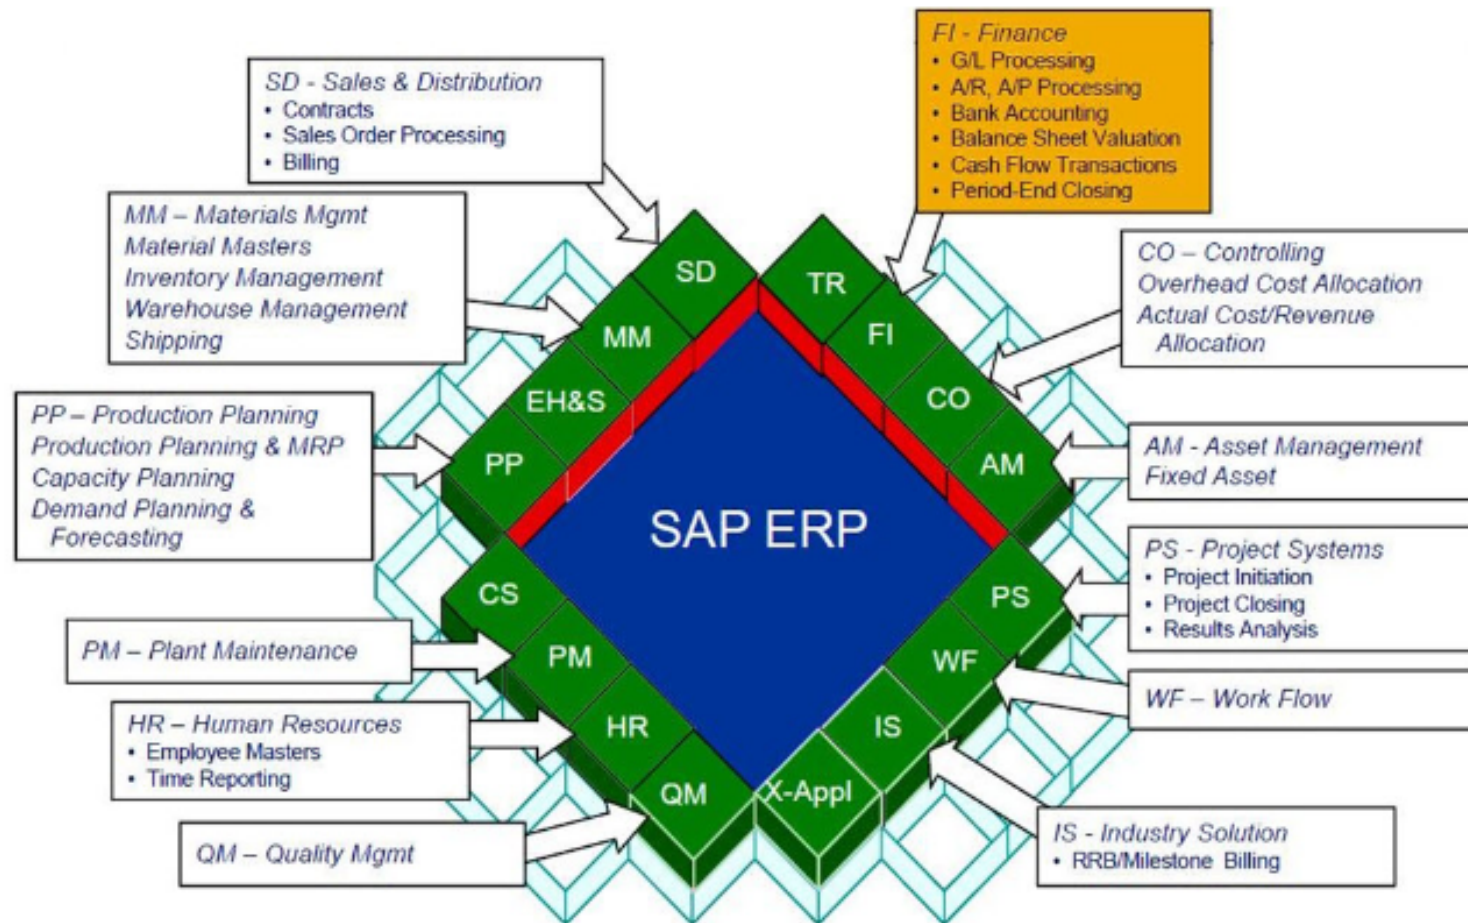 FI - Finance
• G/L Processing
• A/R, A/P Processing
• Bank Accounting
• Balance Sheet Valuation
• Cash Flow Transactions
• Period-End Closing
SD - Sales & Distribution
• Contracts
• Sales Order Processing
• Billing
MM – Materials Mgmt
Material Masters
Inventory Management
Warehouse Management
Shipping
CO – Controlling
Overhead Cost Allocation
Actual Cost/Revenue
Allocation
PP – Production Planning
Production Planning & MRP
Capacity Planning
Demand Planning &
Forecasting
AM - Asset Management
Fixed Asset
PS - Project Systems
• Project Initiation
• Project Closing
• Results Analysis
PM – Plant Maintenance
WF – Work Flow
HR – Human Resources
• Employee Masters
• Time Reporting
QM – Quality Mgmt
IS - Industry Solution
• RRB/Milestone Billing
SD
MM
EH&S
PP
TR
FI
CO
AM
SAP ERP
CS
PM
HR
QM
PS
WF
IS
X-Appl